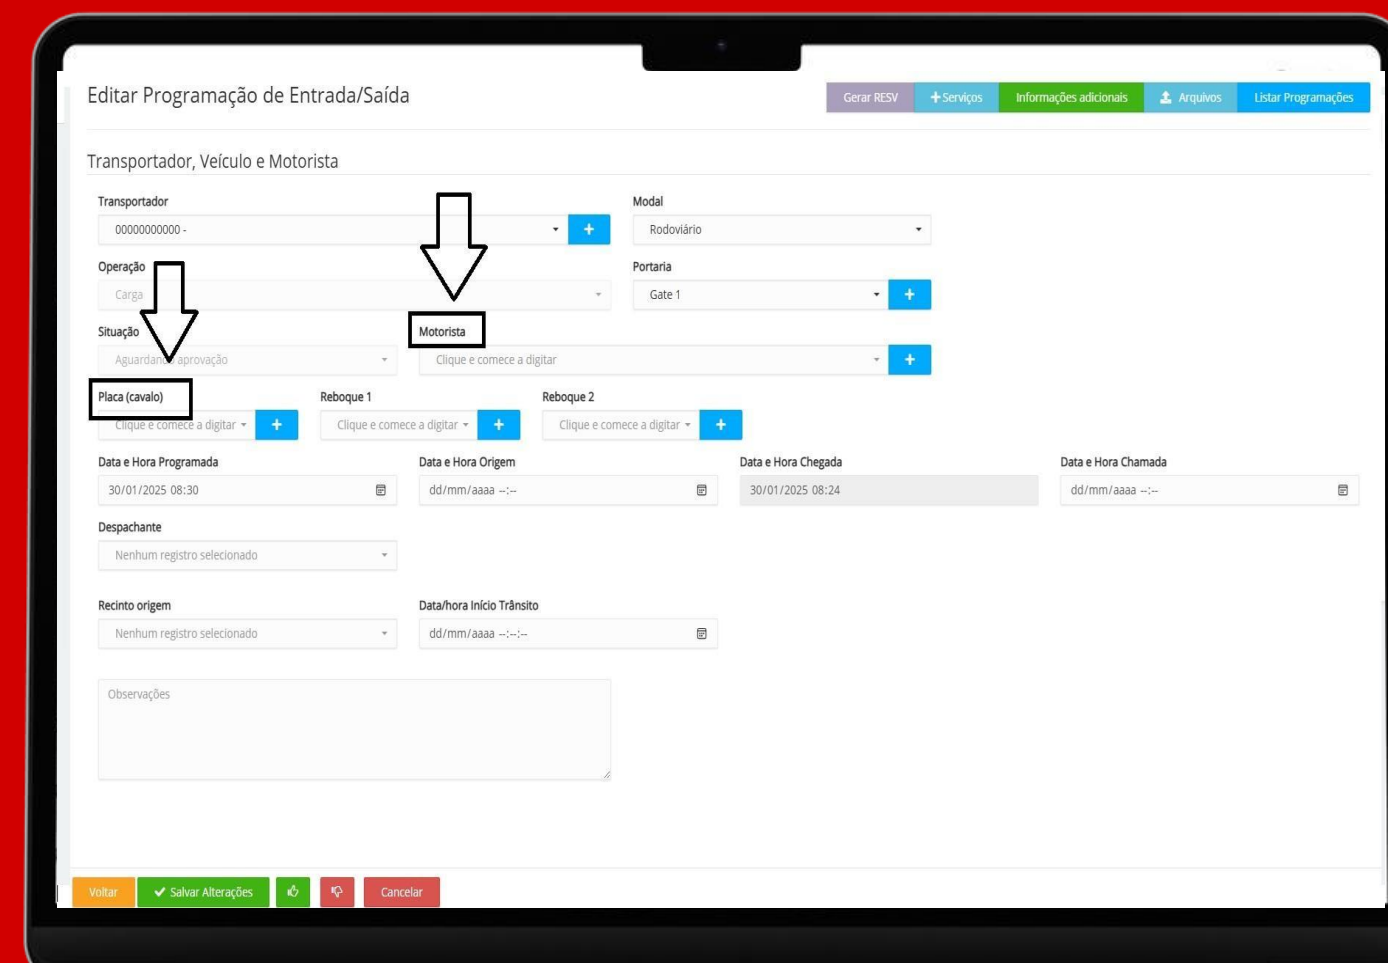 Editar Programação de Entrada/Saída
Gerar RESV
+ Serviços
Informações adicionais
Arquivos
Listar Programações
Transportador, Veículo e Motorista
Transportador
Modal
00000000000 -
+
Rodoviário
Operação
Portaria
Carga
Gate 1
+
Situação
Motorista
Aguardando aprovação
Clique e comece a digitar
+
Placa (cavalo)
Reboque 1
Reboque 2
Clique e comece a digitar
+
Clique e comece a digitar
+
Clique e comece a digitar
+
Data e Hora Programada
Data e Hora Origem
Data e Hora Chegada
Data e Hora Chamada
30/01/2025 08:30
dd/mm/aaaa --:--
30/01/2025 08:24
dd/mm/aaaa --:--
Despachante
Nenhum registro selecionado
Recinto origem
Data/hora Início Trânsito
Nenhum registro selecionado
dd/mm/aaaa --:--:--
Observações
Voltar
Salvar Alterações
Cancelar